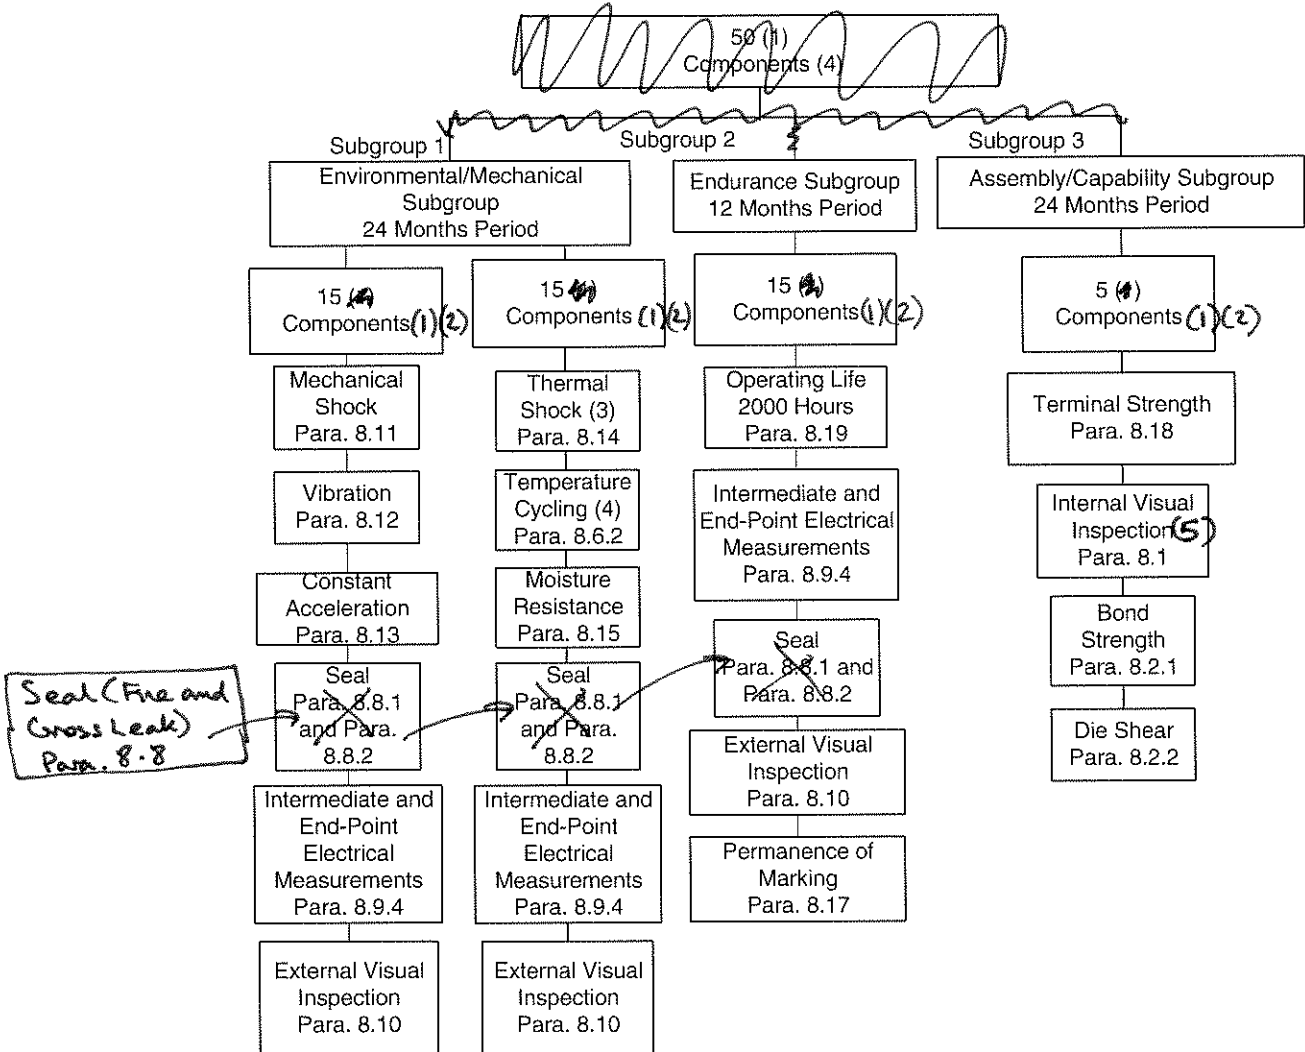 50 (1)
Components (4)
Subgroup 1
Subgroup 2
Subgroup 3
Environmental/Mechanical
Subgroup
24 Months Period
Endurance Subgroup
12 Months Period
Assembly/Capability Subgroup
24 Months Period
15
Components (1)(2)
Mechanical
Shock
Para. 8.11
Vibration
Para. 8.12
Constant
Acceleration
Para. 8.13
Seal
Para. 8.8.1
and Para.
8.8.2
Intermediate and
End-Point
Electrical
Measurements
Para. 8.9.4
External Visual
Inspection
Para. 8.10
15
Components (1)(2)
Thermal
Shock (3)
Para. 8.14
Temperature
Cycling (4)
Para. 8.6.2
Moisture
Resistance
Para. 8.15
Seal
Para. 8.8.1
and Para.
8.8.2
Intermediate and
End-Point
Electrical
Measurements
Para. 8.9.4
External Visual
Inspection
Para. 8.10
15
Components (1)(2)
Operating Life
2000 Hours
Para. 8.19
Intermediate and
End-Point Electrical
Measurements
Para. 8.9.4
Seal
Para. 8.8.1 and
Para. 8.8.2
External Visual
Inspection
Para. 8.10
Permanence of
Marking
Para. 8.17
5
Components (1)(2)
Terminal Strength
Para. 8.18
Internal Visual
Inspection (5)
Para. 8.1
Bond
Strength
Para. 8.2.1
Die Shear
Para. 8.2.2
Seal (Fine and
Gross Leak)
Para. 8.8